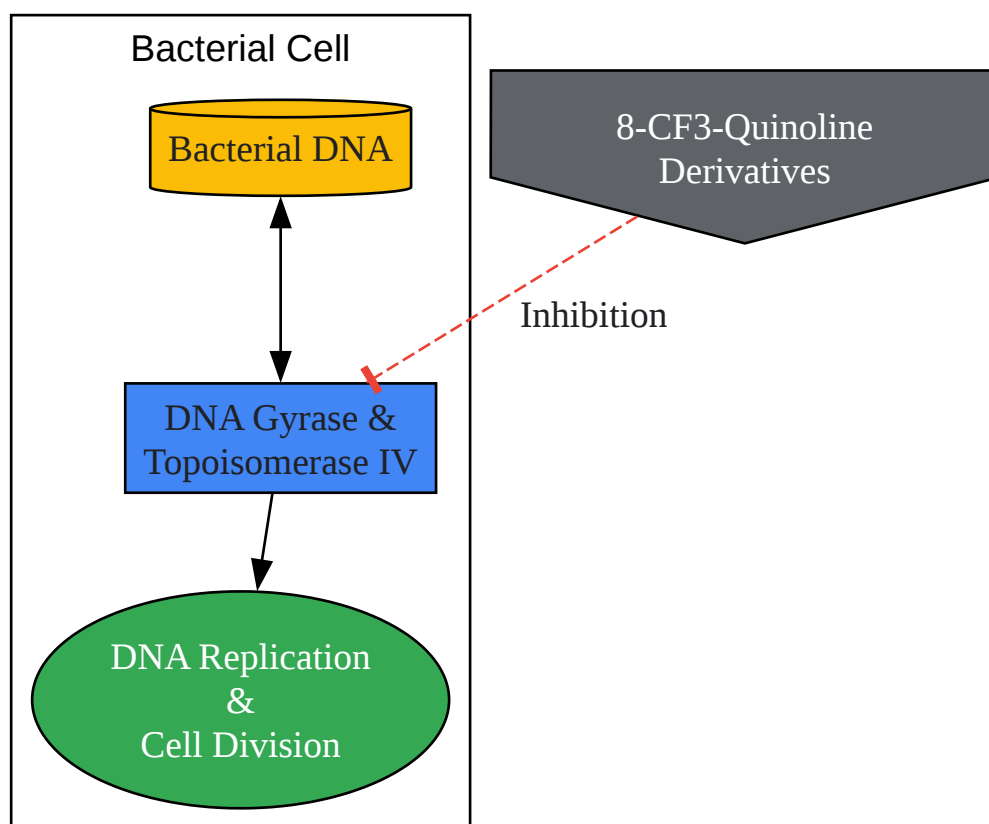 Bacterial Cell
Bacterial DNA
8-CF3-Quinoline
Derivatives
Inhibition
DNA Gyrase &
Topoisomerase IV
DNA Replication
&
Cell Division